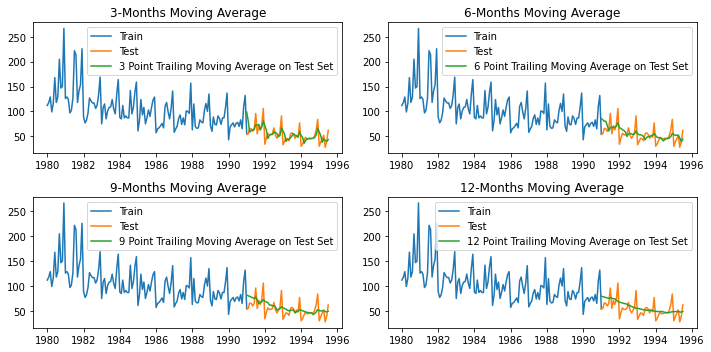 3-Months Moving Average
250
200
150
100
50
Train
Test
3 Point Trailing Moving Average on Test Set
1980 1982 1984 1986 1988 1990 1992 1994 1996
6-Months Moving Average
250
200
150
100
50
Train
Test
6 Point Trailing Moving Average on Test Set
1980 1982 1984 1986 1988 1990 1992 1994 1996
9-Months Moving Average
250
200
150
100
50
Train
Test
9 Point Trailing Moving Average on Test Set
1980 1982 1984 1986 1988 1990 1992 1994 1996
12-Months Moving Average
250
200
150
100
50
Train
Test
12 Point Trailing Moving Average on Test Set
1980 1982 1984 1986 1988 1990 1992 1994 1996